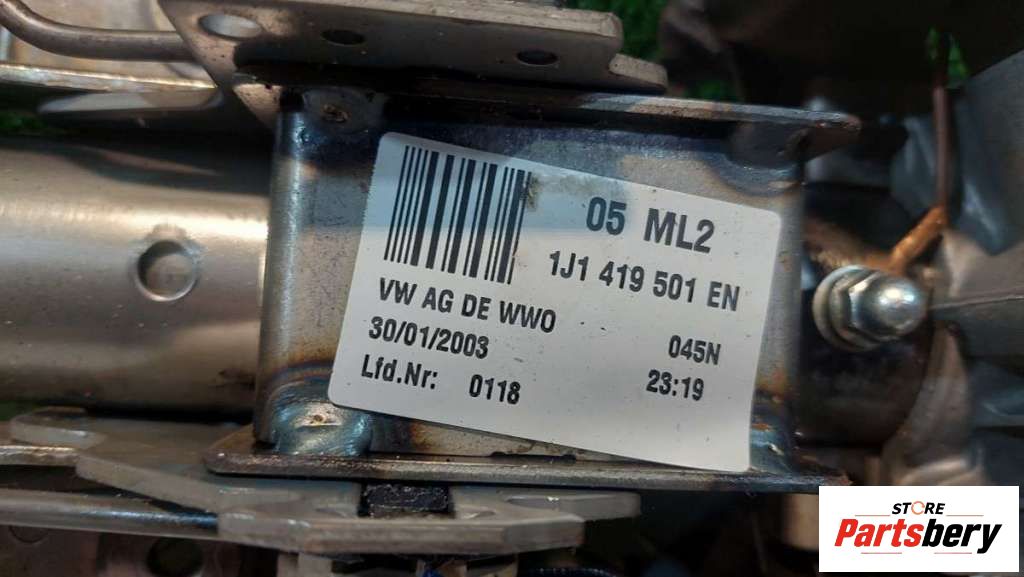 05 ML2
1J1 419 501 EN
VW AG DE WWO
30/01/2003
045N
Lfd.Nr: 0118
23:19
STORE
Partsbery